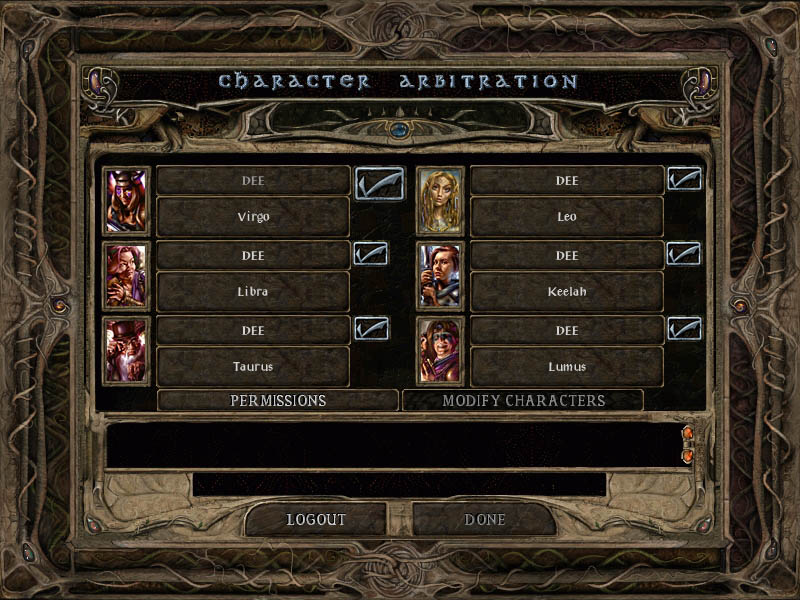 CHARACTER ARBITRATION
DEE
Virgo
DEE
Leo
DEE
Libra
DEE
Keelah
DEE
Taurus
DEE
Lumus
PERMISSIONS
MODIFY CHARACTERS
LOGOUT
DONE